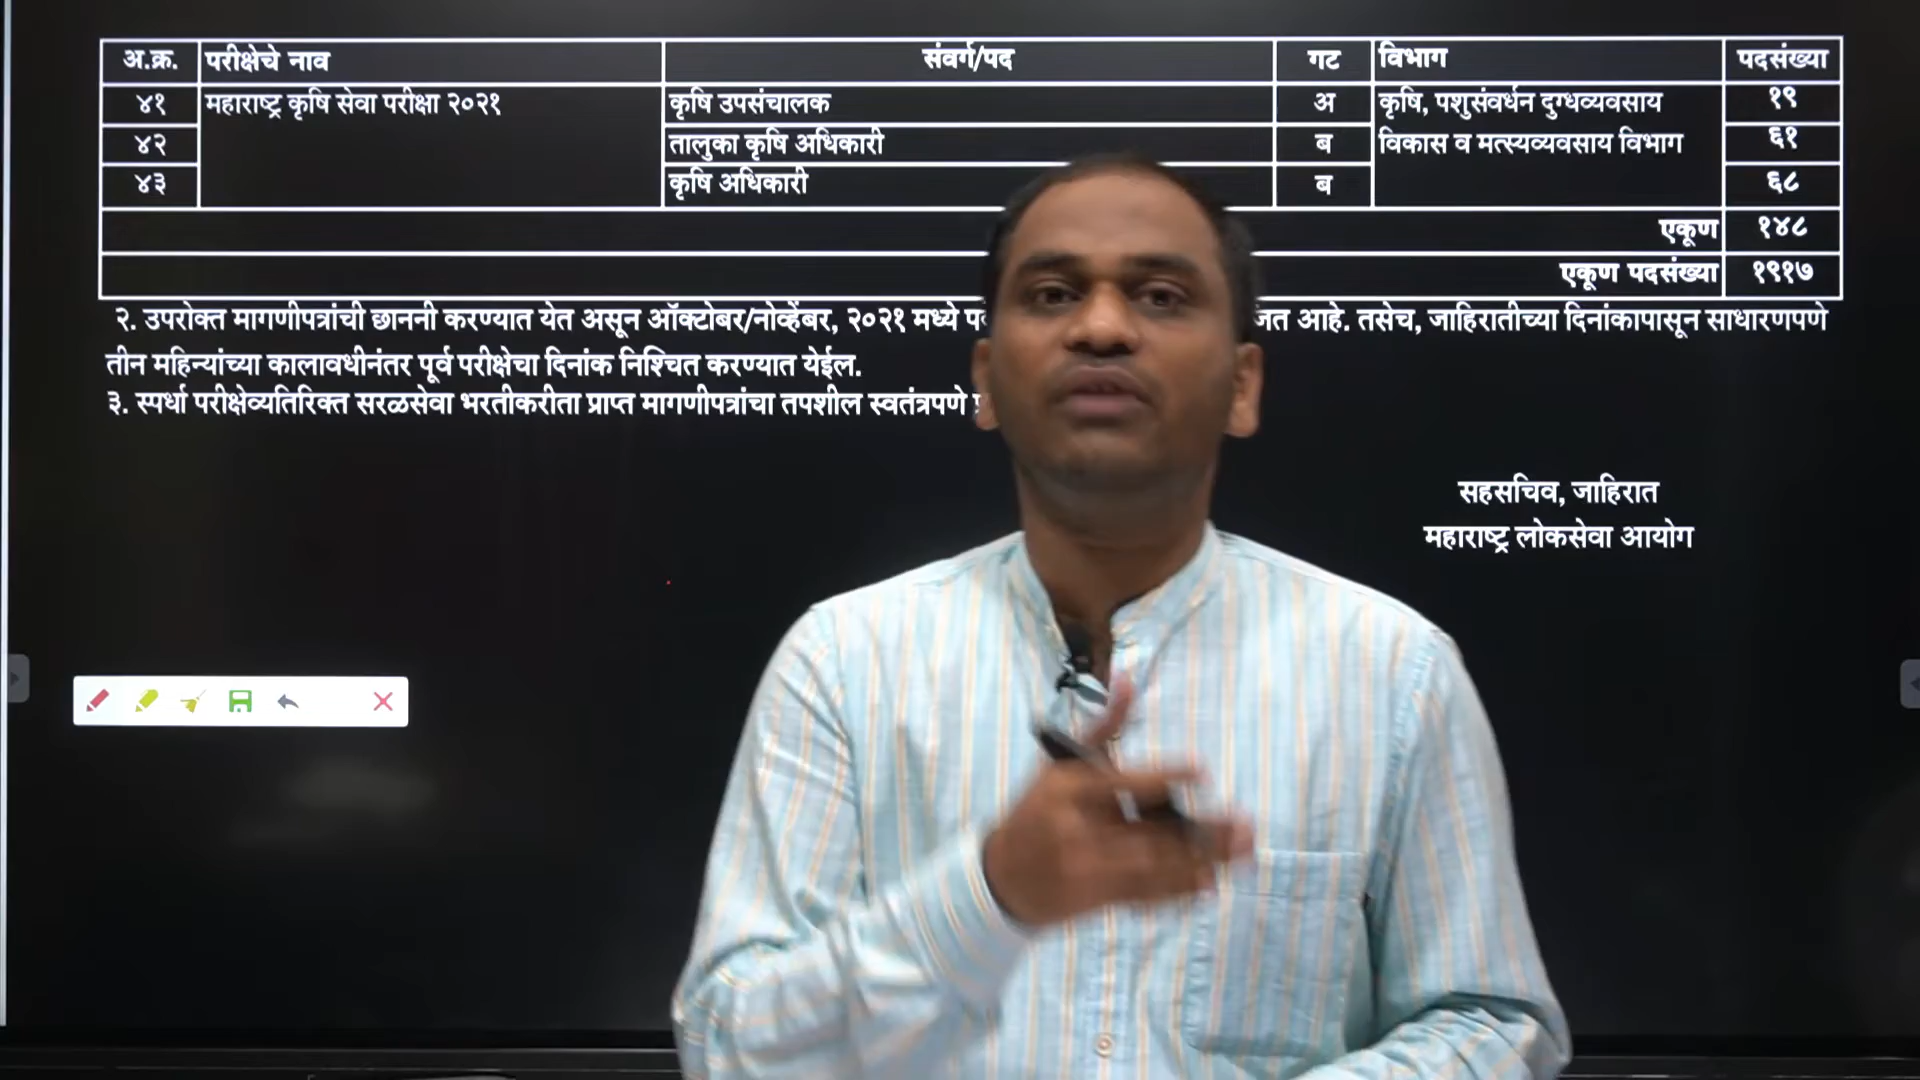 अ.क्र. परीक्षेचे नाव संवर्ग/पद गट विभाग पदसंख्या
४१ महाराष्ट्र कृषि सेवा परीक्षा २०२१ कृषि उपसंचालक अ कृषि, पशुसंवर्धन दुग्धव्यवसाय १९
४२ तालुका कृषि अधिकारी ब विकास व मत्स्यव्यवसाय विभाग ६१
४३ कृषि अधिकारी ब ६८
एकूण १४८
एकूण पदसंख्या १९१७
२. उपरोक्त मागणीपत्रांची छाननी करण्यात येत असून ऑक्टोबर/नोव्हेंबर, २०२१ मध्ये आहे. तसेच, जाहिरातीच्या दिनांकापासून साधारणपणे
तीन महिन्यांच्या कालावधीनंतर पूर्व परीक्षेचा दिनांक निश्चित करण्यात येईल.
३. स्पर्धा परीक्षेव्यतिरिक्त सरळसेवा भरतीकरीता प्राप्त मागणीपत्रांचा तपशील स्वतंत्रपणे
सहसचिव, जाहिरात
महाराष्ट्र लोकसेवा आयोग